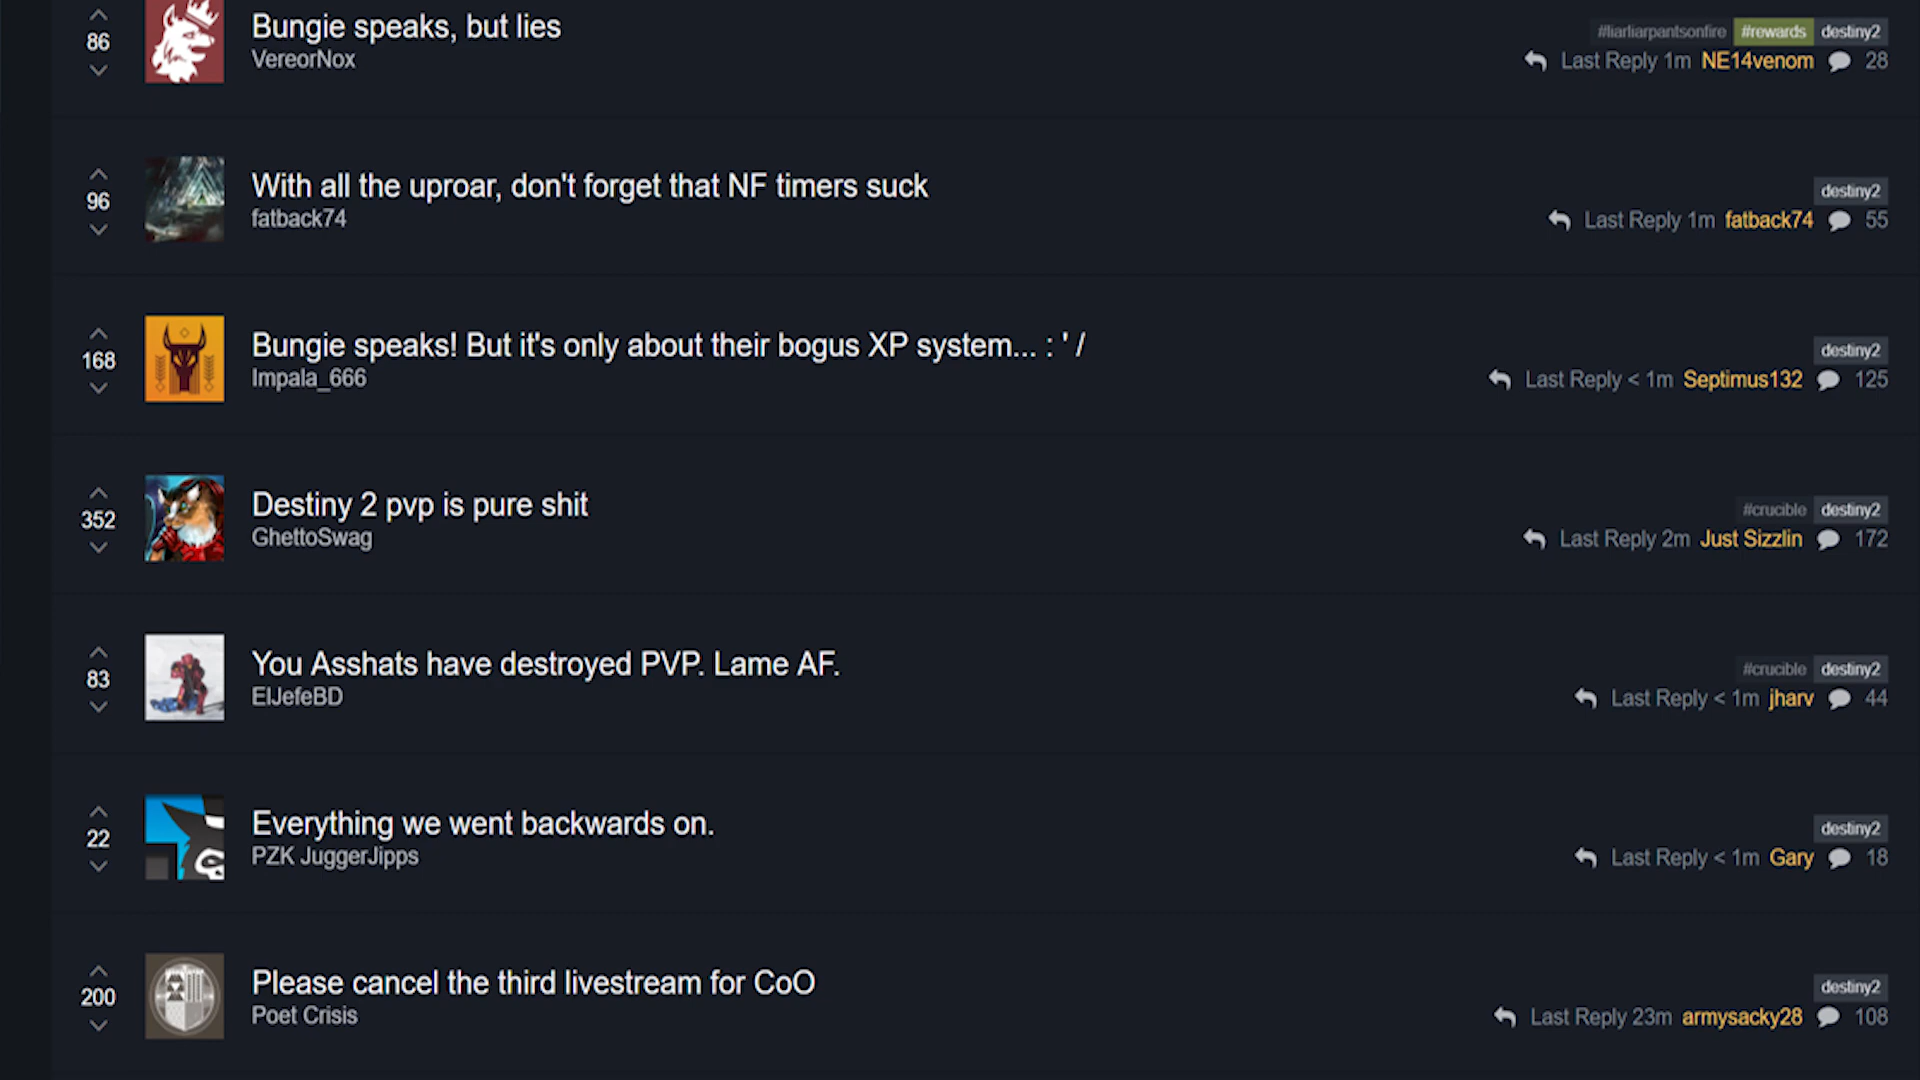 86
Bungie speaks, but lies
VereorNox
#liarliarpantsonfire #rewards destiny2
Last Reply 1m NE14venom 28
96
With all the uproar, don't forget that NF timers suck
fatback74
destiny2
Last Reply 1m fatback74 55
168
Bungie speaks! But it's only about their bogus XP system... : ' /
Impala_666
destiny2
Last Reply < 1m Septimus132 125
352
Destiny 2 pvp is pure shit
GhettoSwag
#crucible destiny2
Last Reply 2m Just Sizzlin 172
83
You Asshats have destroyed PVP. Lame AF.
ElJefeBD
#crucible destiny2
Last Reply < 1m jharv 44
22
Everything we went backwards on.
PZK JuggerJipps
destiny2
Last Reply < 1m Gary 18
200
Please cancel the third livestream for CoO
Poet Crisis
destiny2
Last Reply 23m armysacky28 108